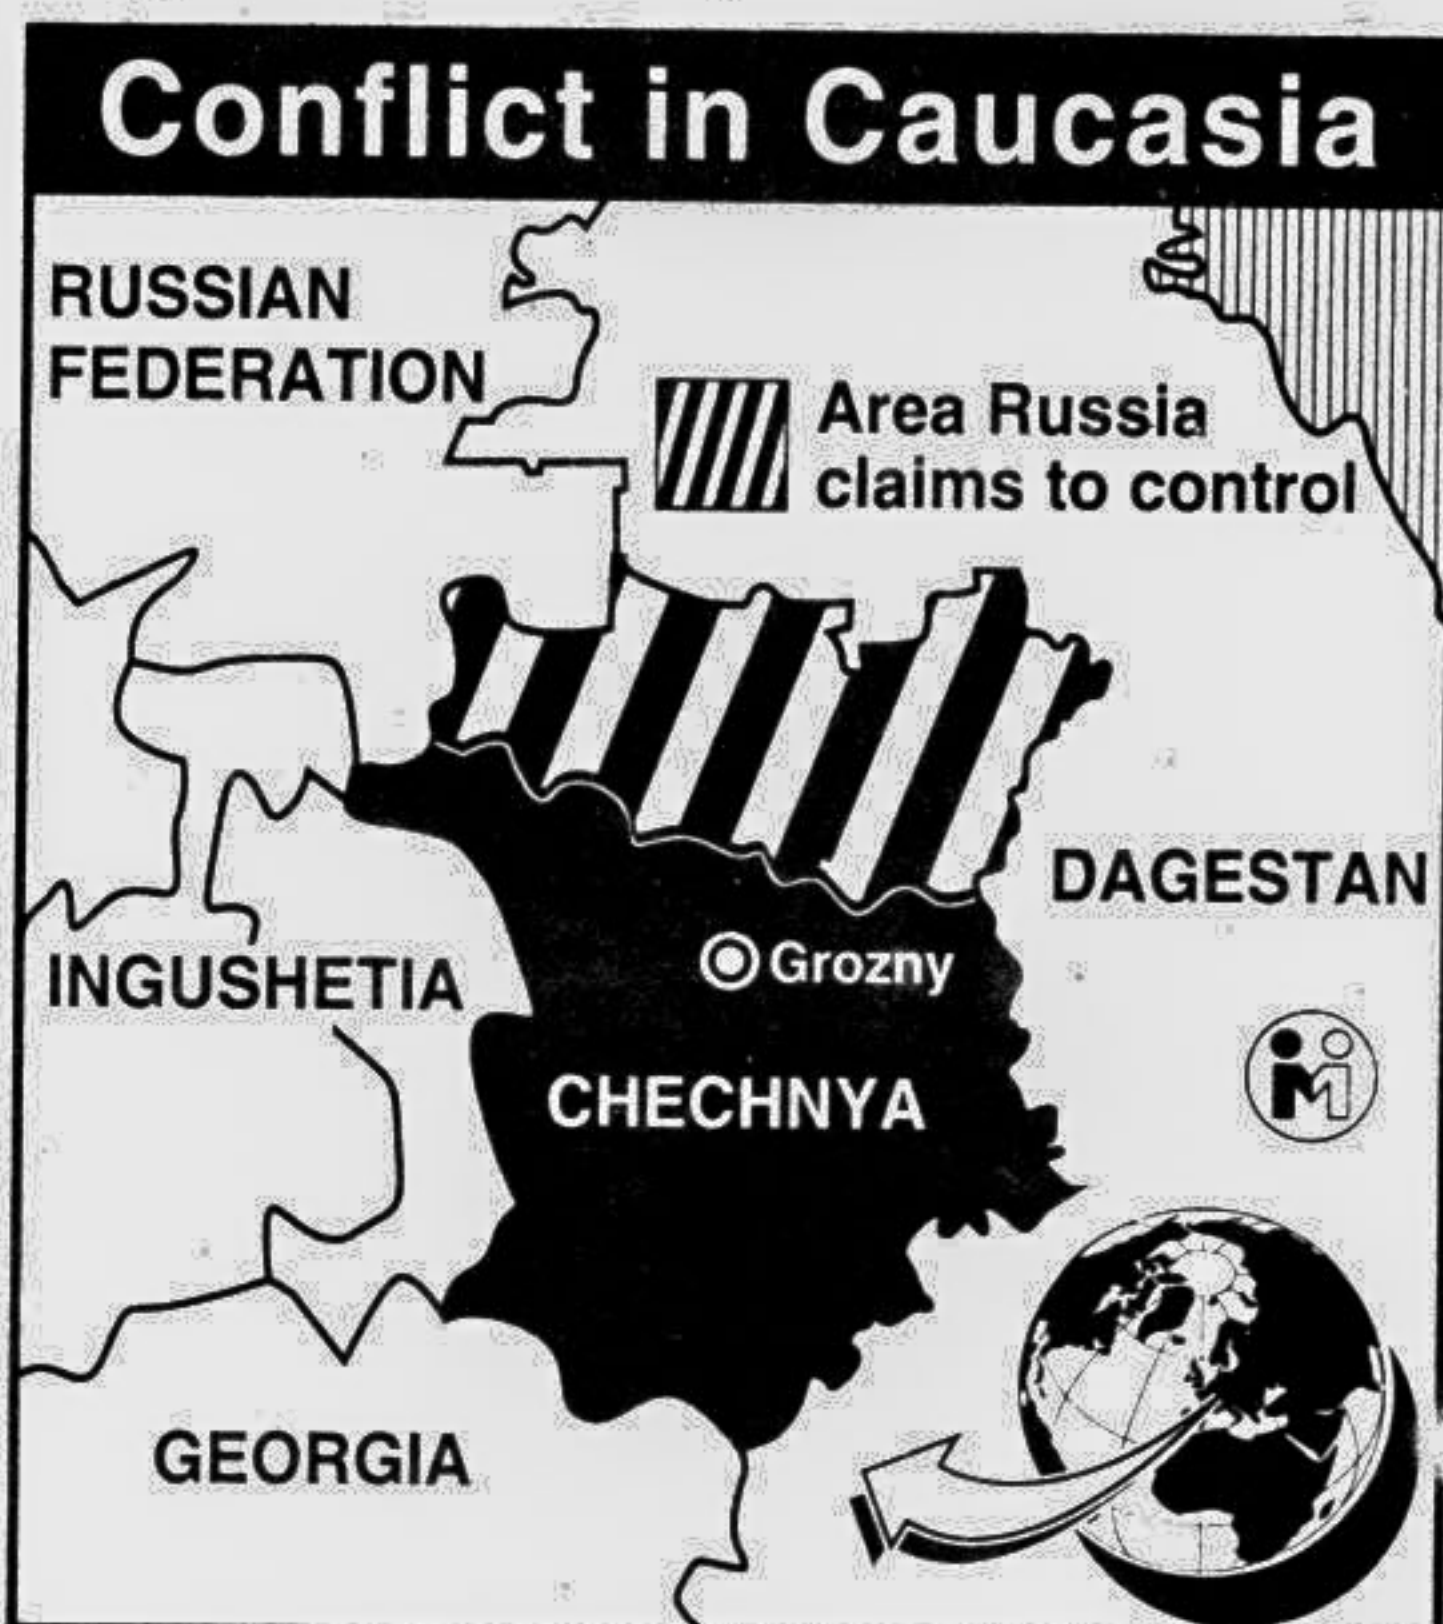 Conflict in Caucasia
RUSSIAN
FEDERATION
Area Russia
claims to control
DAGESTAN
Grozny
INGUSHETIA
CHECHNYA
GEORGIA